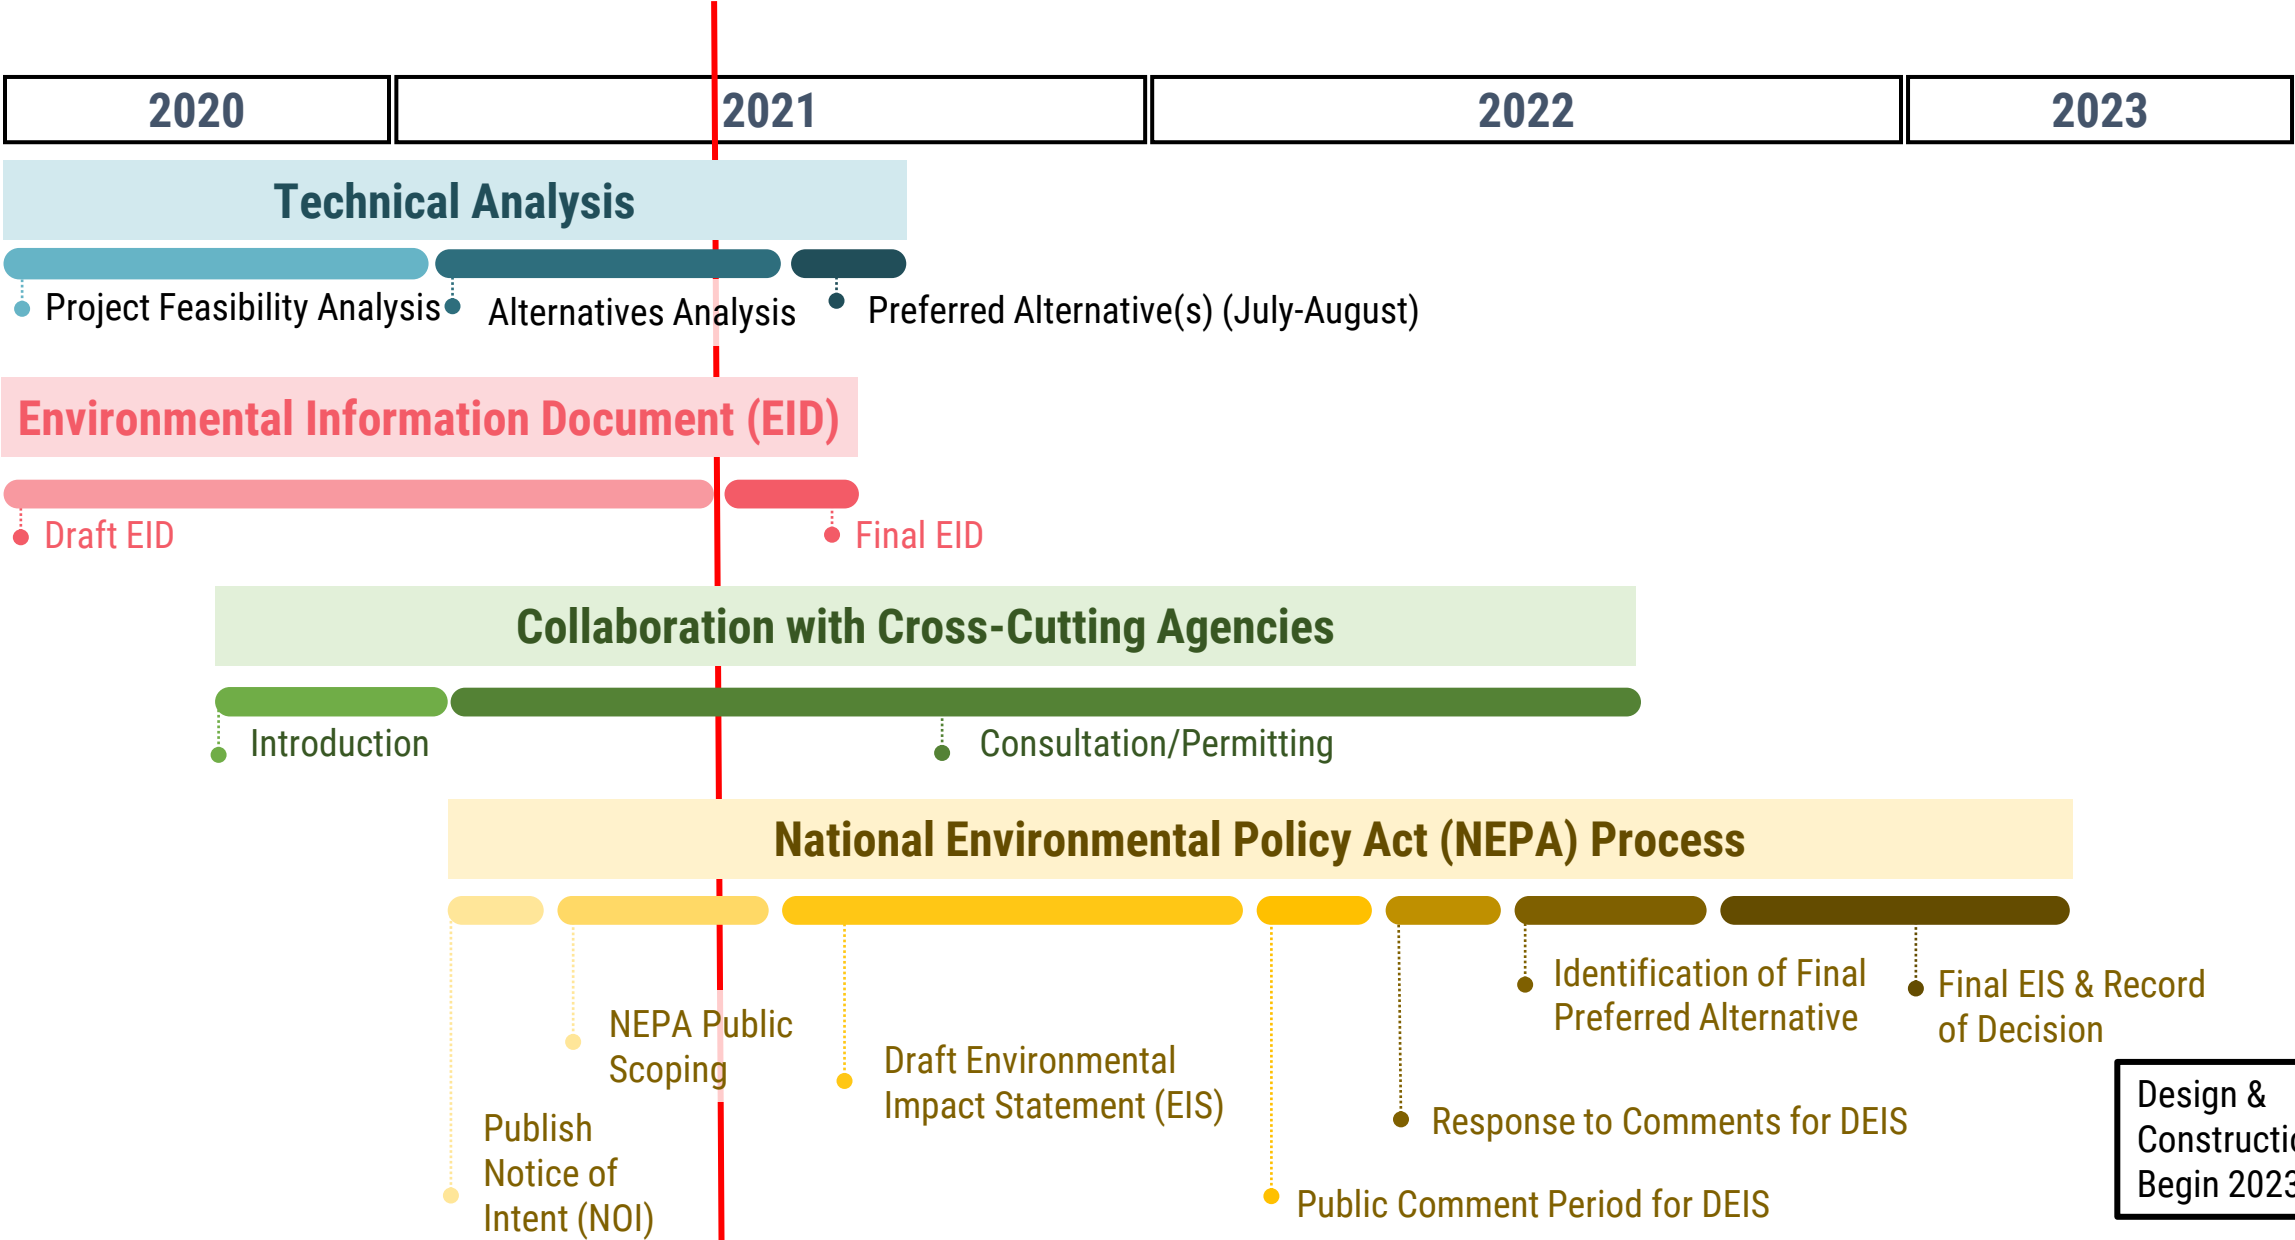 2020
2021
2022
2023
Technical Analysis
Project Feasibility Analysis
Alternatives Analysis
Preferred Alternative(s) (July-August)
Environmental Information Document (EID)
Draft EID
Final EID
Collaboration with Cross-Cutting Agencies
Introduction
Consultation/Permitting
National Environmental Policy Act (NEPA) Process
Publish
Notice of
Intent (NOI)
NEPA Public
Scoping
Draft Environmental
Impact Statement (EIS)
Public Comment Period for DEIS
Response to Comments for DEIS
Identification of Final
Preferred Alternative
Final EIS & Record
of Decision
Design &
Constructio
Begin 2023